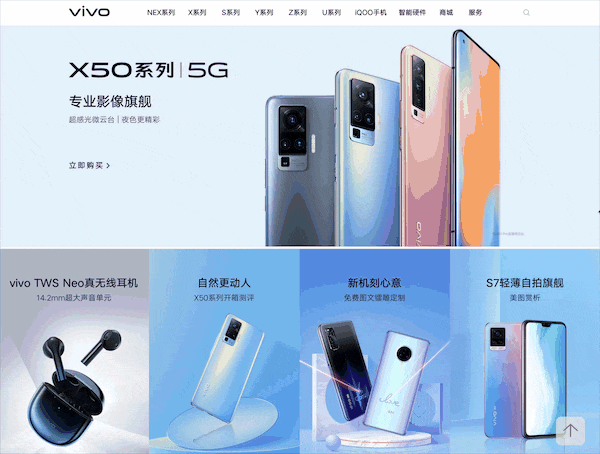 vivo
NEX系列 X系列 S系列 Y系列 Z系列 U系列 iQOO手机 智能硬件 商城 服务
X50系列 | 5G
专业影像旗舰
超感光微云台 | 夜色更精彩
立即购买 >
vivo TWS Neo真无线耳机
14.2mm超大声音单元
自然更动人
X50系列开箱测评
新机刻心意
免费图文镭雕定制
S7轻薄自拍旗舰
美图赏析